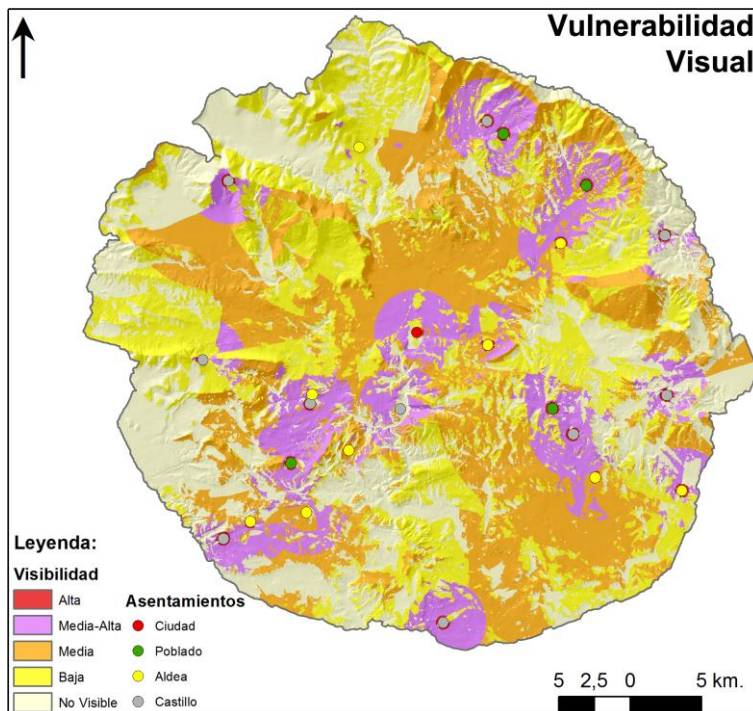 Vulnerabilidad
Visual
Leyenda:
Visibilidad
Alta
Media-Alta
Media
Baja
No Visible
Asentamientos
Ciudad
Poblado
Aldea
Castillo
5 2,5 0 5 km.